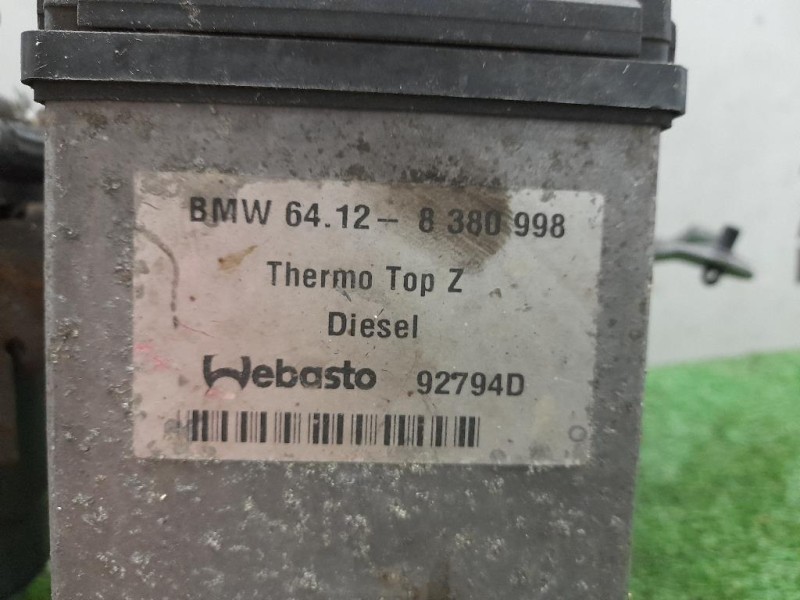 BMW 64.12- 8 380 998
Thermo Top Z
Diesel
Webasto 92794D